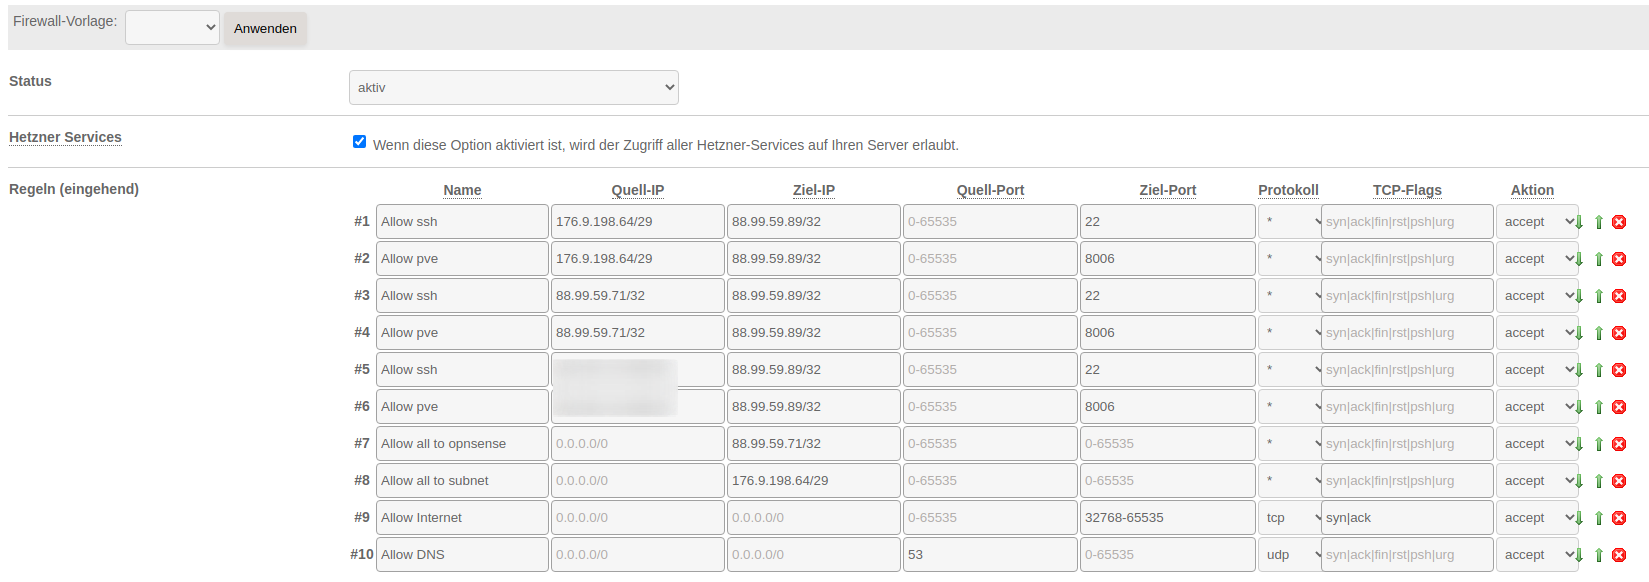 Firewall-Vorlage: Anwenden
Status aktiv
Hetzner Services Wenn diese Option aktiviert ist, wird der Zugriff aller Hetzner-Services auf Ihren Server erlaubt.
Regeln (eingehend) Name Quell-IP Ziel-IP Quell-Port Ziel-Port Protokoll TCP-Flags Aktion
#1 Allow ssh 176.9.198.64/29 88.99.59.89/32 0-65535 22 * syn|ack|fin|rst|psh|urg accept
#2 Allow pve 176.9.198.64/29 88.99.59.89/32 0-65535 8006 * syn|ack|fin|rst|psh|urg accept
#3 Allow ssh 88.99.59.71/32 88.99.59.89/32 0-65535 22 * syn|ack|fin|rst|psh|urg accept
#4 Allow pve 88.99.59.71/32 88.99.59.89/32 0-65535 8006 * syn|ack|fin|rst|psh|urg accept
#5 Allow ssh 88.99.59.89/32 0-65535 22 * syn|ack|fin|rst|psh|urg accept
#6 Allow pve 88.99.59.89/32 0-65535 8006 * syn|ack|fin|rst|psh|urg accept
#7 Allow all to opnsense 0.0.0.0/0 88.99.59.71/32 0-65535 0-65535 * syn|ack|fin|rst|psh|urg accept
#8 Allow all to subnet 0.0.0.0/0 176.9.198.64/29 0-65535 0-65535 * syn|ack|fin|rst|psh|urg accept
#9 Allow Internet 0.0.0.0/0 0.0.0.0/0 0-65535 32768-65535 tcp syn|ack accept
#10 Allow DNS 0.0.0.0/0 0.0.0.0/0 53 0-65535 udp syn|ack|fin|rst|psh|urg accept